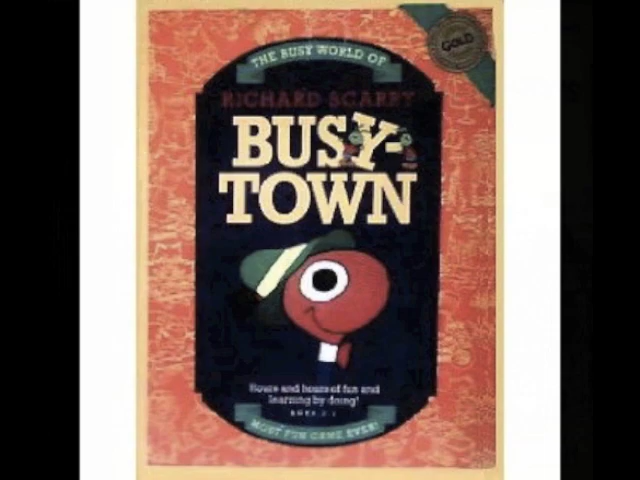 THE BUSY WORLD OF
GOLD
RICHARD SCARRY
BUSY-
TOWN
Hours and hours of fun and
learning by doing!
AGES
MOST FUN GAME EVER!